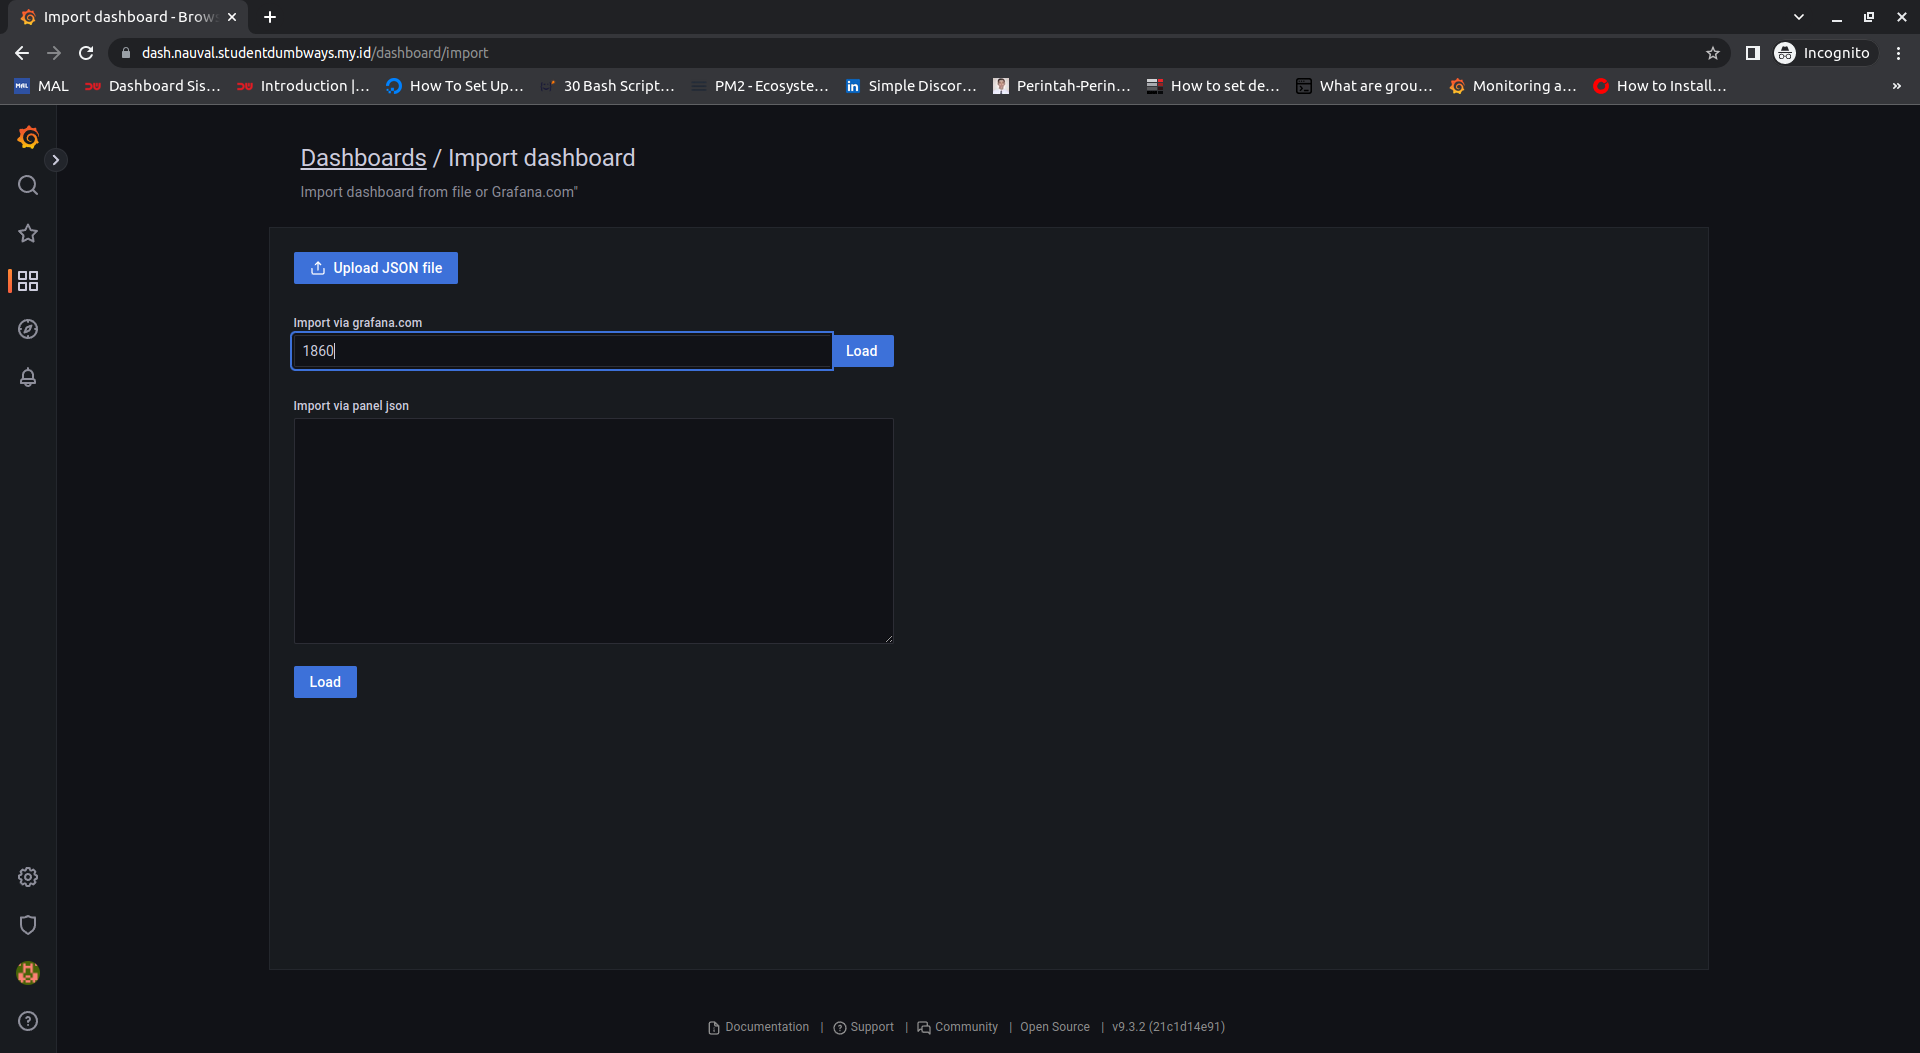 Import dashboard - Brow
dash.nauval.studentdumbways.my.id/dashboard/import
Incognito
MAL MAL
Dashboard Sis...
Introduction |...
How To Set Up...
30 Bash Script...
PM2 - Ecosyste...
in Simple Discor...
Perintah-Perin...
How to set de...
What are grou...
Monitoring a...
How to Install...
»
Dashboards / Import dashboard
Import dashboard from file or Grafana.com"
Upload JSON file
Import via grafana.com
1860
Load
Import via panel json
Load
Documentation | Support | Community | Open Source | v9.3.2 (21c1d14e91)